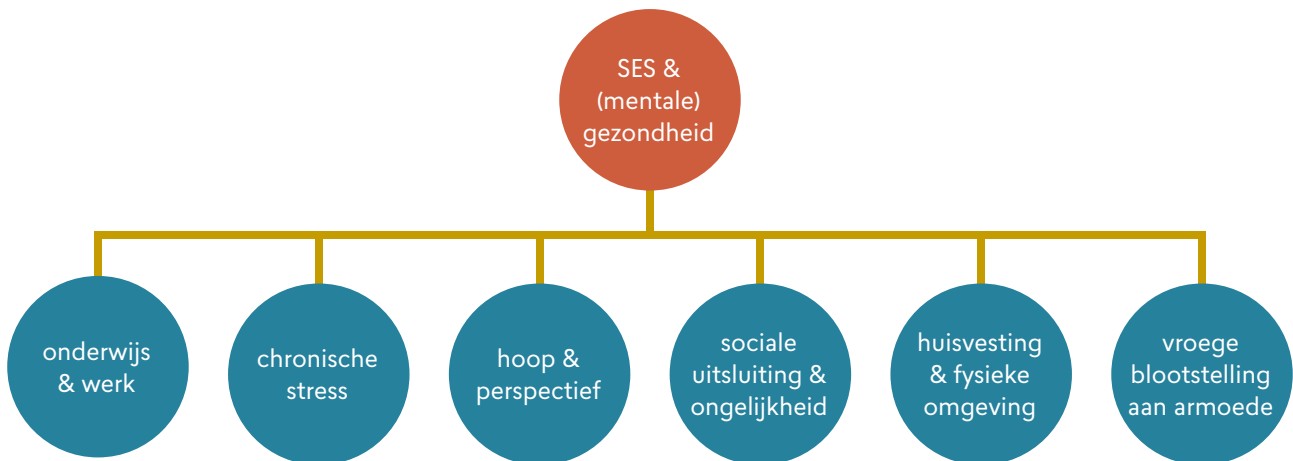 SES &
(mentale)
gezondheid
onderwijs
& werk
chronische
stress
hoop &
perspectief
sociale
uitsluiting &
ongelijkheid
huisvesting
& fysieke
omgeving
vroege
blootstelling
aan armoede